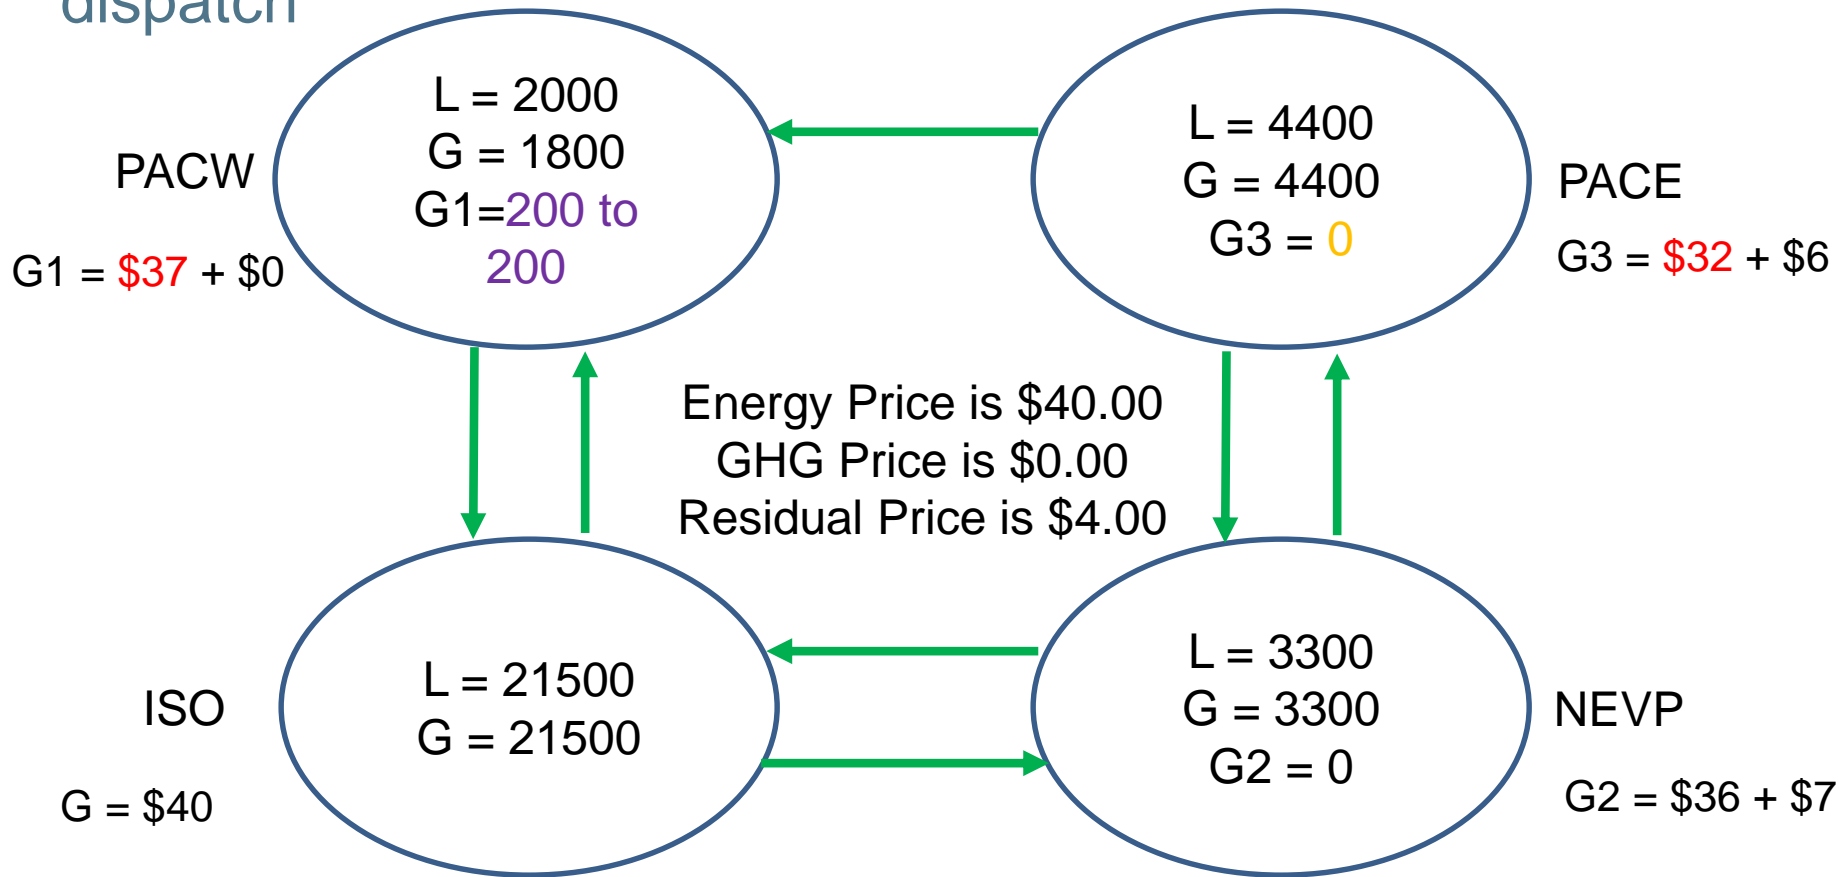 dispatch
L = 2000
G = 1800
G1=200 to
200
PACW
G1 = $37 + $0
L = 4400
G = 4400
G3 = 0
PACE
G3 = $32 + $6
Energy Price is $40.00
GHG Price is $0.00
Residual Price is $4.00
ISO
G = $40
L = 21500
G = 21500
L = 3300
G = 3300
G2 = 0
NEVP
G2 = $36 + $7